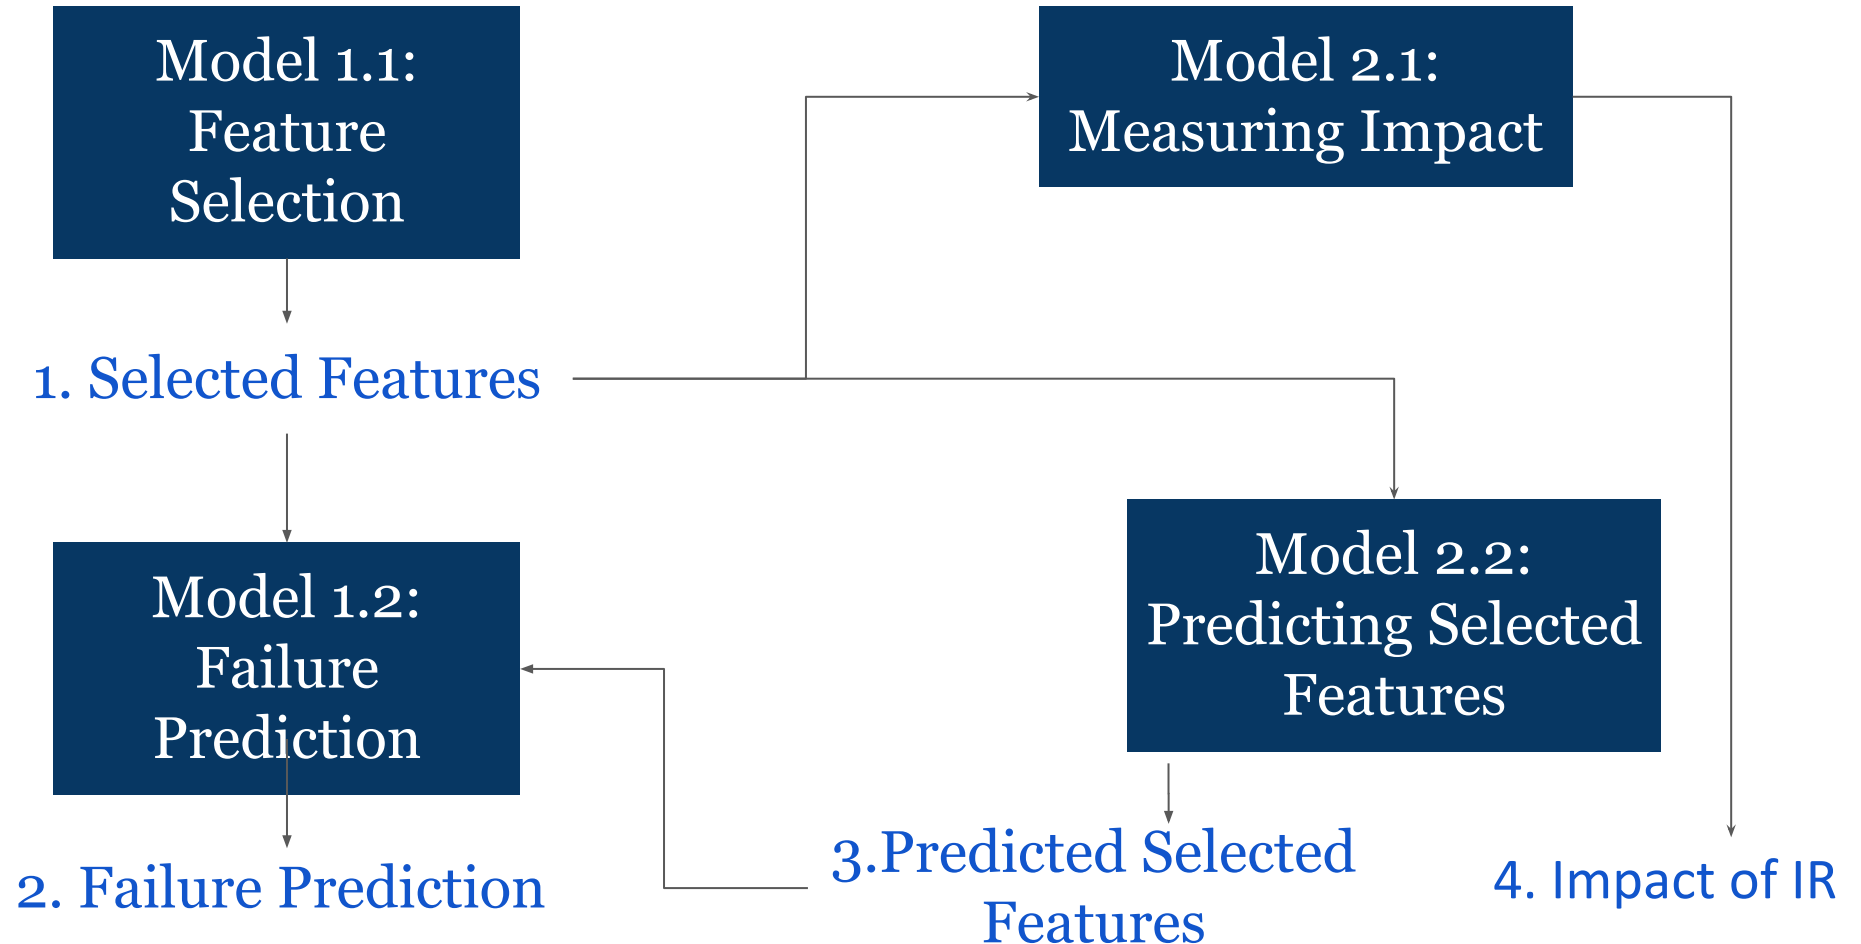 Model 1.1:
Feature
Selection
Model 2.1:
Measuring Impact
1. Selected Features
Model 1.2:
Failure
Prediction
Model 2.2:
Predicting Selected
Features
2. Failure Prediction
3.Predicted Selected
Features
4. Impact of IR